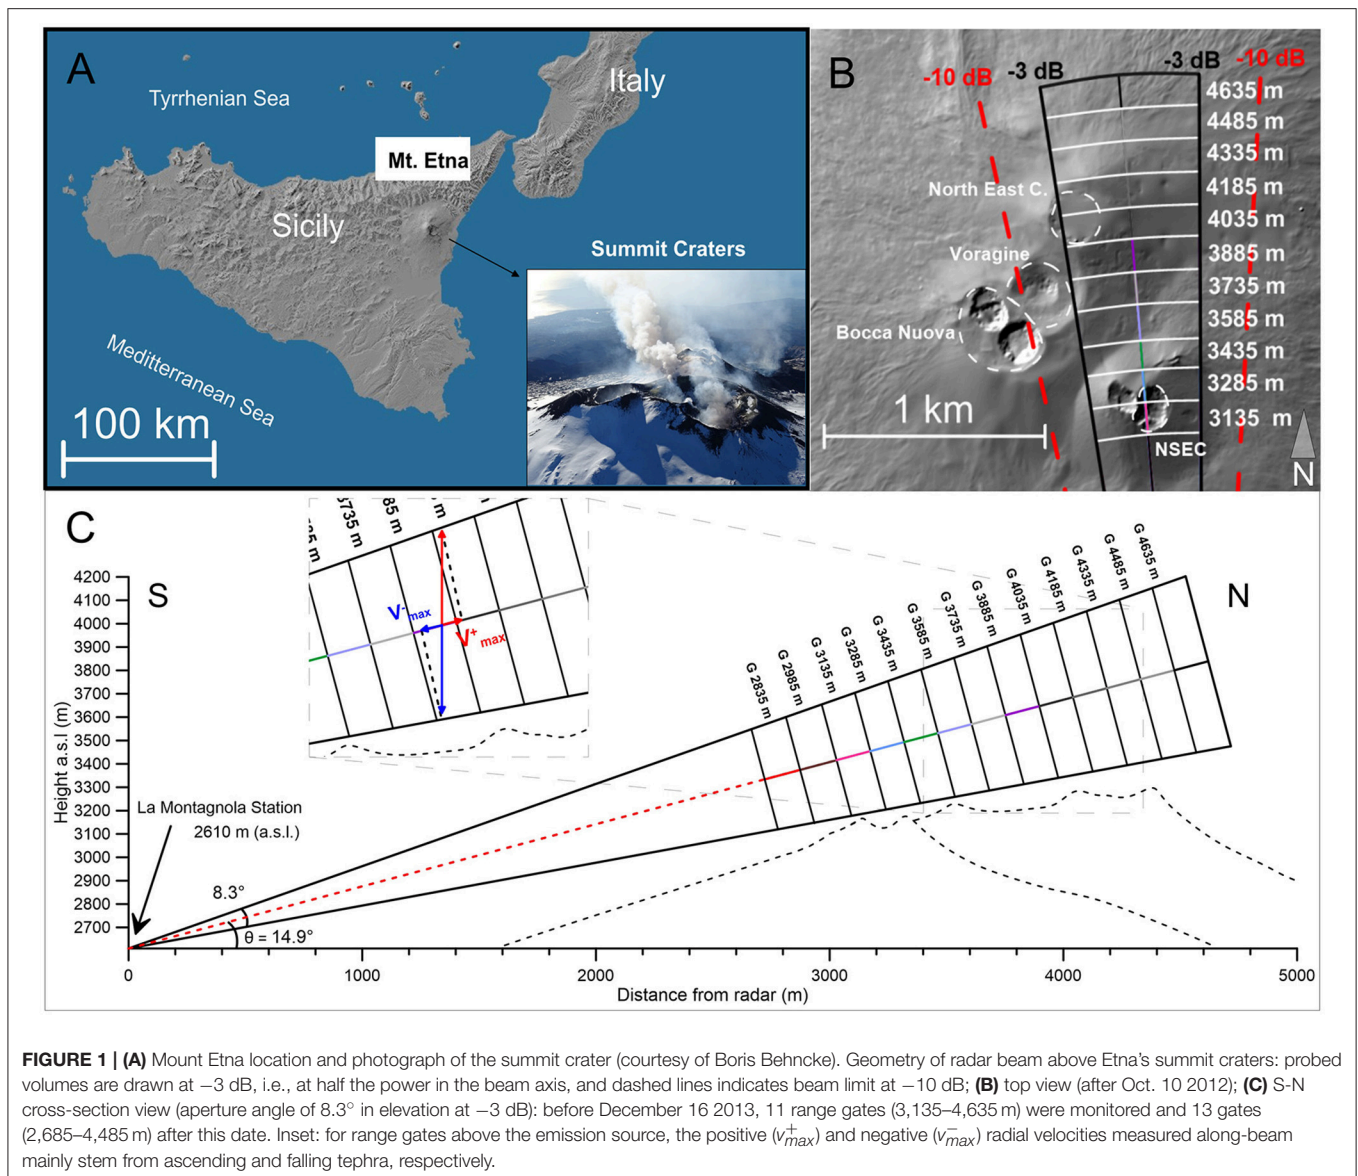 A
Tyrrhenian Sea
Italy
Mt. Etna
Sicily
Summit Craters
Mediterranean Sea
100 km
B
-10 dB
-3 dB
-3 dB
-10 dB
4635 m
4485 m
4335 m
4185 m
4035 m
3885 m
3735 m
3585 m
3435 m
3285 m
3135 m
North East C.
Voragine
Bocca Nuova
1 km
NSEC
N
C
S
N
Height a.s.l (m)
4200
4100
4000
3900
3800
3700
3600
3500
3400
3300
3200
3100
3000
2900
2800
2700
3735 m
85 m
m
V-max
V+max
G 2835 m
G 2985 m
G 3135 m
G 3285 m
G 3435 m
G 3585 m
G 3735 m
G 3885 m
G 4035 m
G 4185 m
G 4335 m
G 4485 m
G 4635 m
La Montagnola Station
2610 m (a.s.l.)
8.3°
θ = 14.9°
0
1000
2000
3000
4000
5000
Distance from radar (m)
FIGURE 1 | (A) Mount Etna location and photograph of the summit crater (courtesy of Boris Behncke). Geometry of radar beam above Etna's summit craters: probed
volumes are drawn at −3 dB, i.e., at half the power in the beam axis, and dashed lines indicates beam limit at −10 dB; (B) top view (after Oct. 10 2012); (C) S-N
cross-section view (aperture angle of 8.3° in elevation at −3 dB): before December 16 2013, 11 range gates (3,135–4,635 m) were monitored and 13 gates
(2,685–4,485 m) after this date. Inset: for range gates above the emission source, the positive (v+max) and negative (v−max) radial velocities measured along-beam
mainly stem from ascending and falling tephra, respectively.